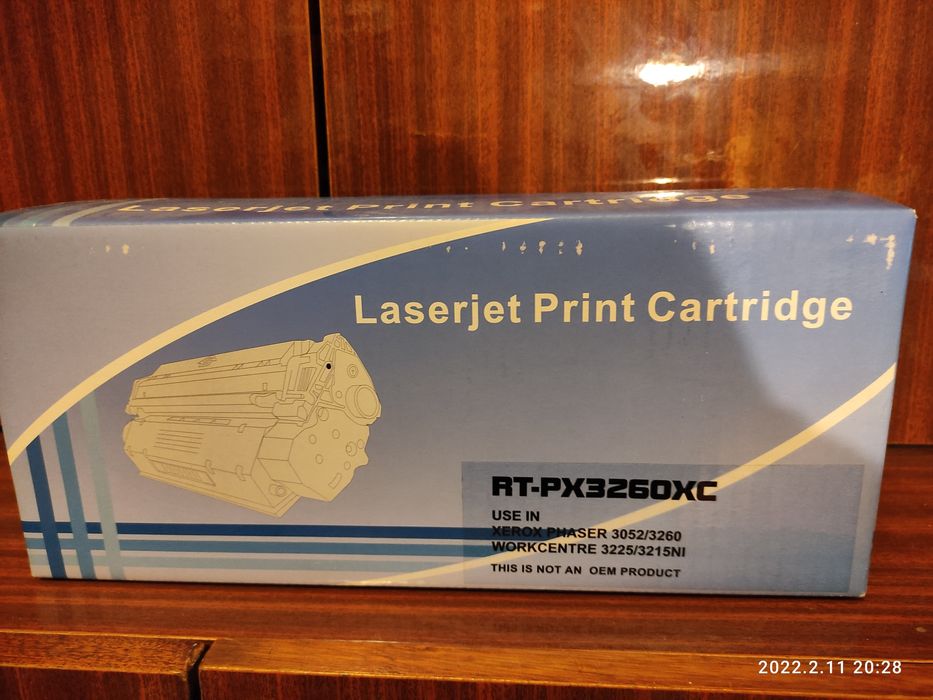 Laserjet Print Cartridge
Laserjet Print Cartridge
RT-PX3260XC
USE IN
XEROX PHASER 3052/3260
WORKCENTRE 3225/3215NI
THIS IS NOT AN OEM PRODUCT
2022.2.11 20:28